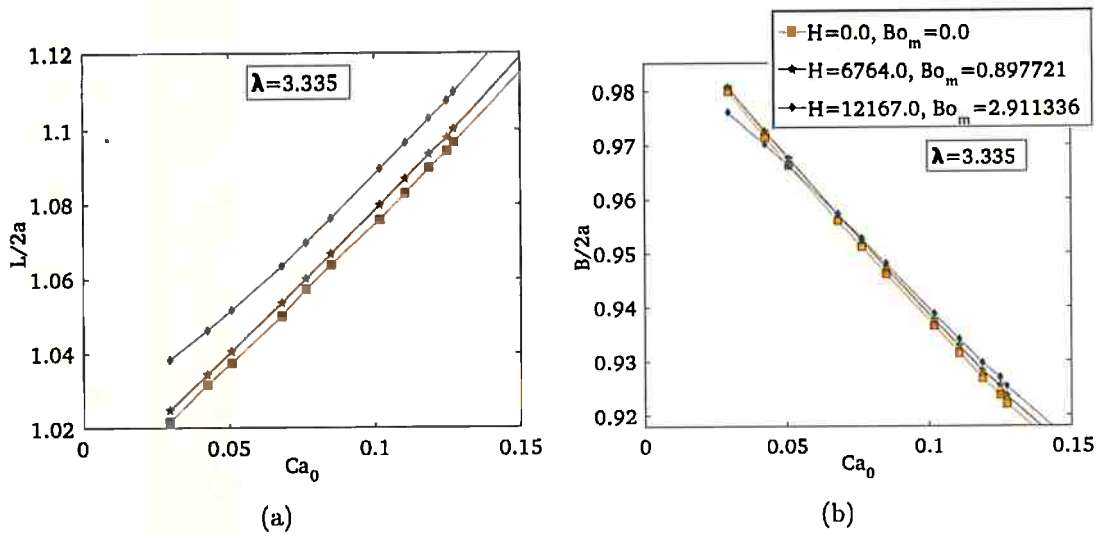 1.12
1.1
1.08
1.06
1.04
1.02
L/2a
λ=3.335
0
0.05
0.1
0.15
Ca0
(a)
H=0.0, Bom=0.0
H=6764.0, Bom=0.897721
H=12167.0, Bom=2.911336
0.98
0.97
0.96
0.95
0.94
0.93
0.92
B/2a
λ=3.335
0
0.05
0.1
0.15
Ca0
(b)